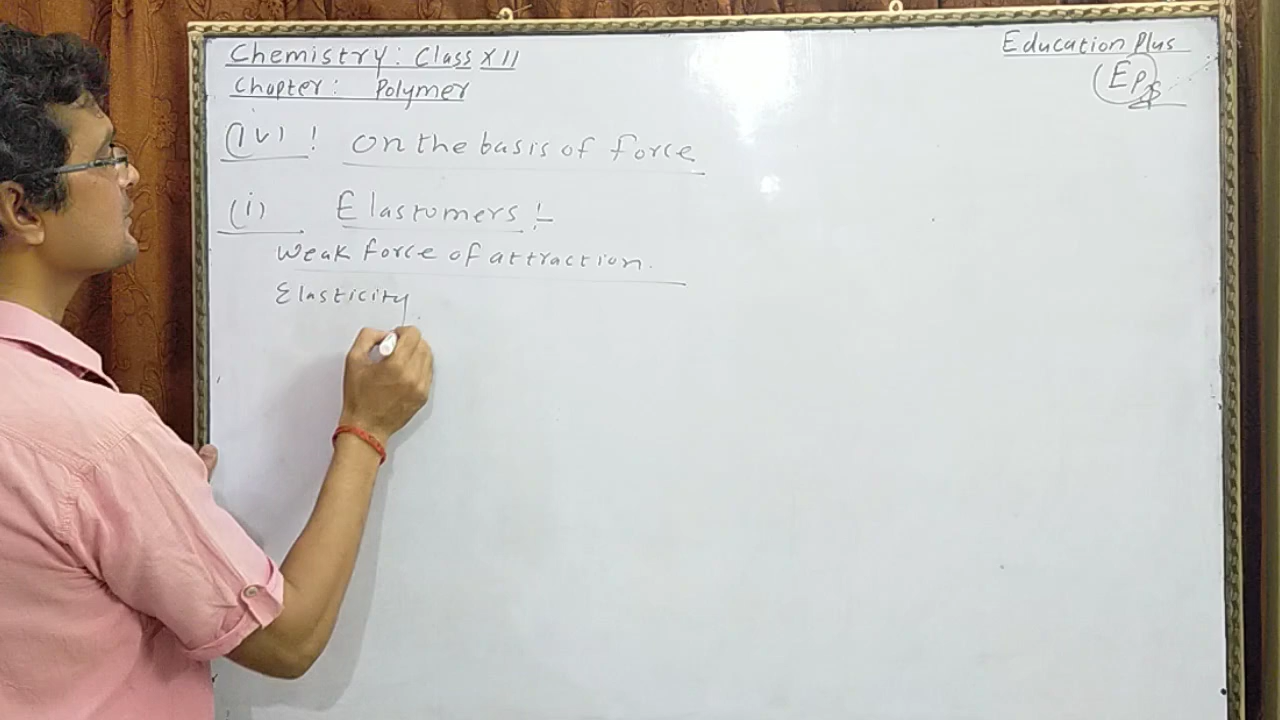 Chemistry: Class XII
Chapter: Polymer
Education Plus
EPS
(iv) : On the basis of force
(i) Elastomers :-
Weak force of attraction.
Elasticity